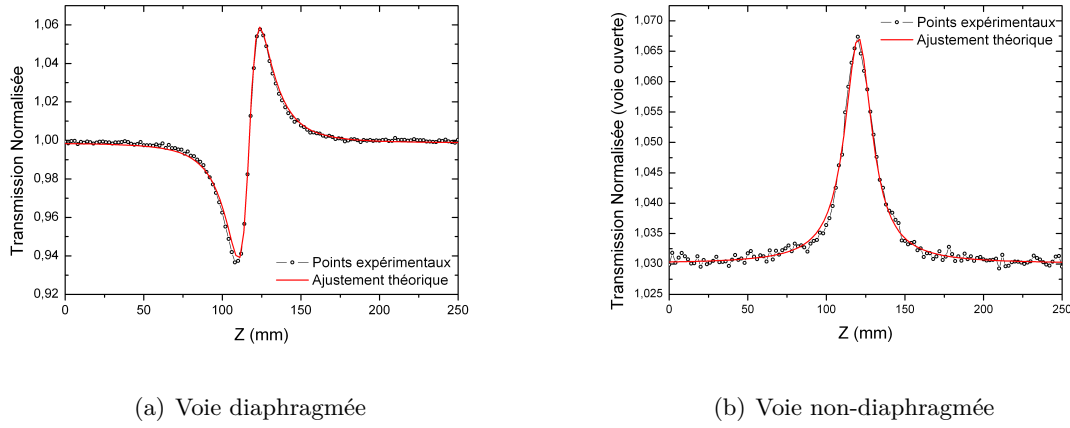 1,06
1,04
1,02
1,00
0,98
0,96
0,94
0,92
Transmission Normalisée
Points expérimentaux
Ajustement théorique
0 50 100 150 200 250
Z (mm)
(a) Voie diaphragmée
1,070
1,065
1,060
1,055
1,050
1,045
1,040
1,035
1,030
1,025
Transmission Normalisée (voie ouverte)
Points expérimentaux
Ajustement théorique
0 50 100 150 200 250
Z (mm)
(b) Voie non-diaphragmée